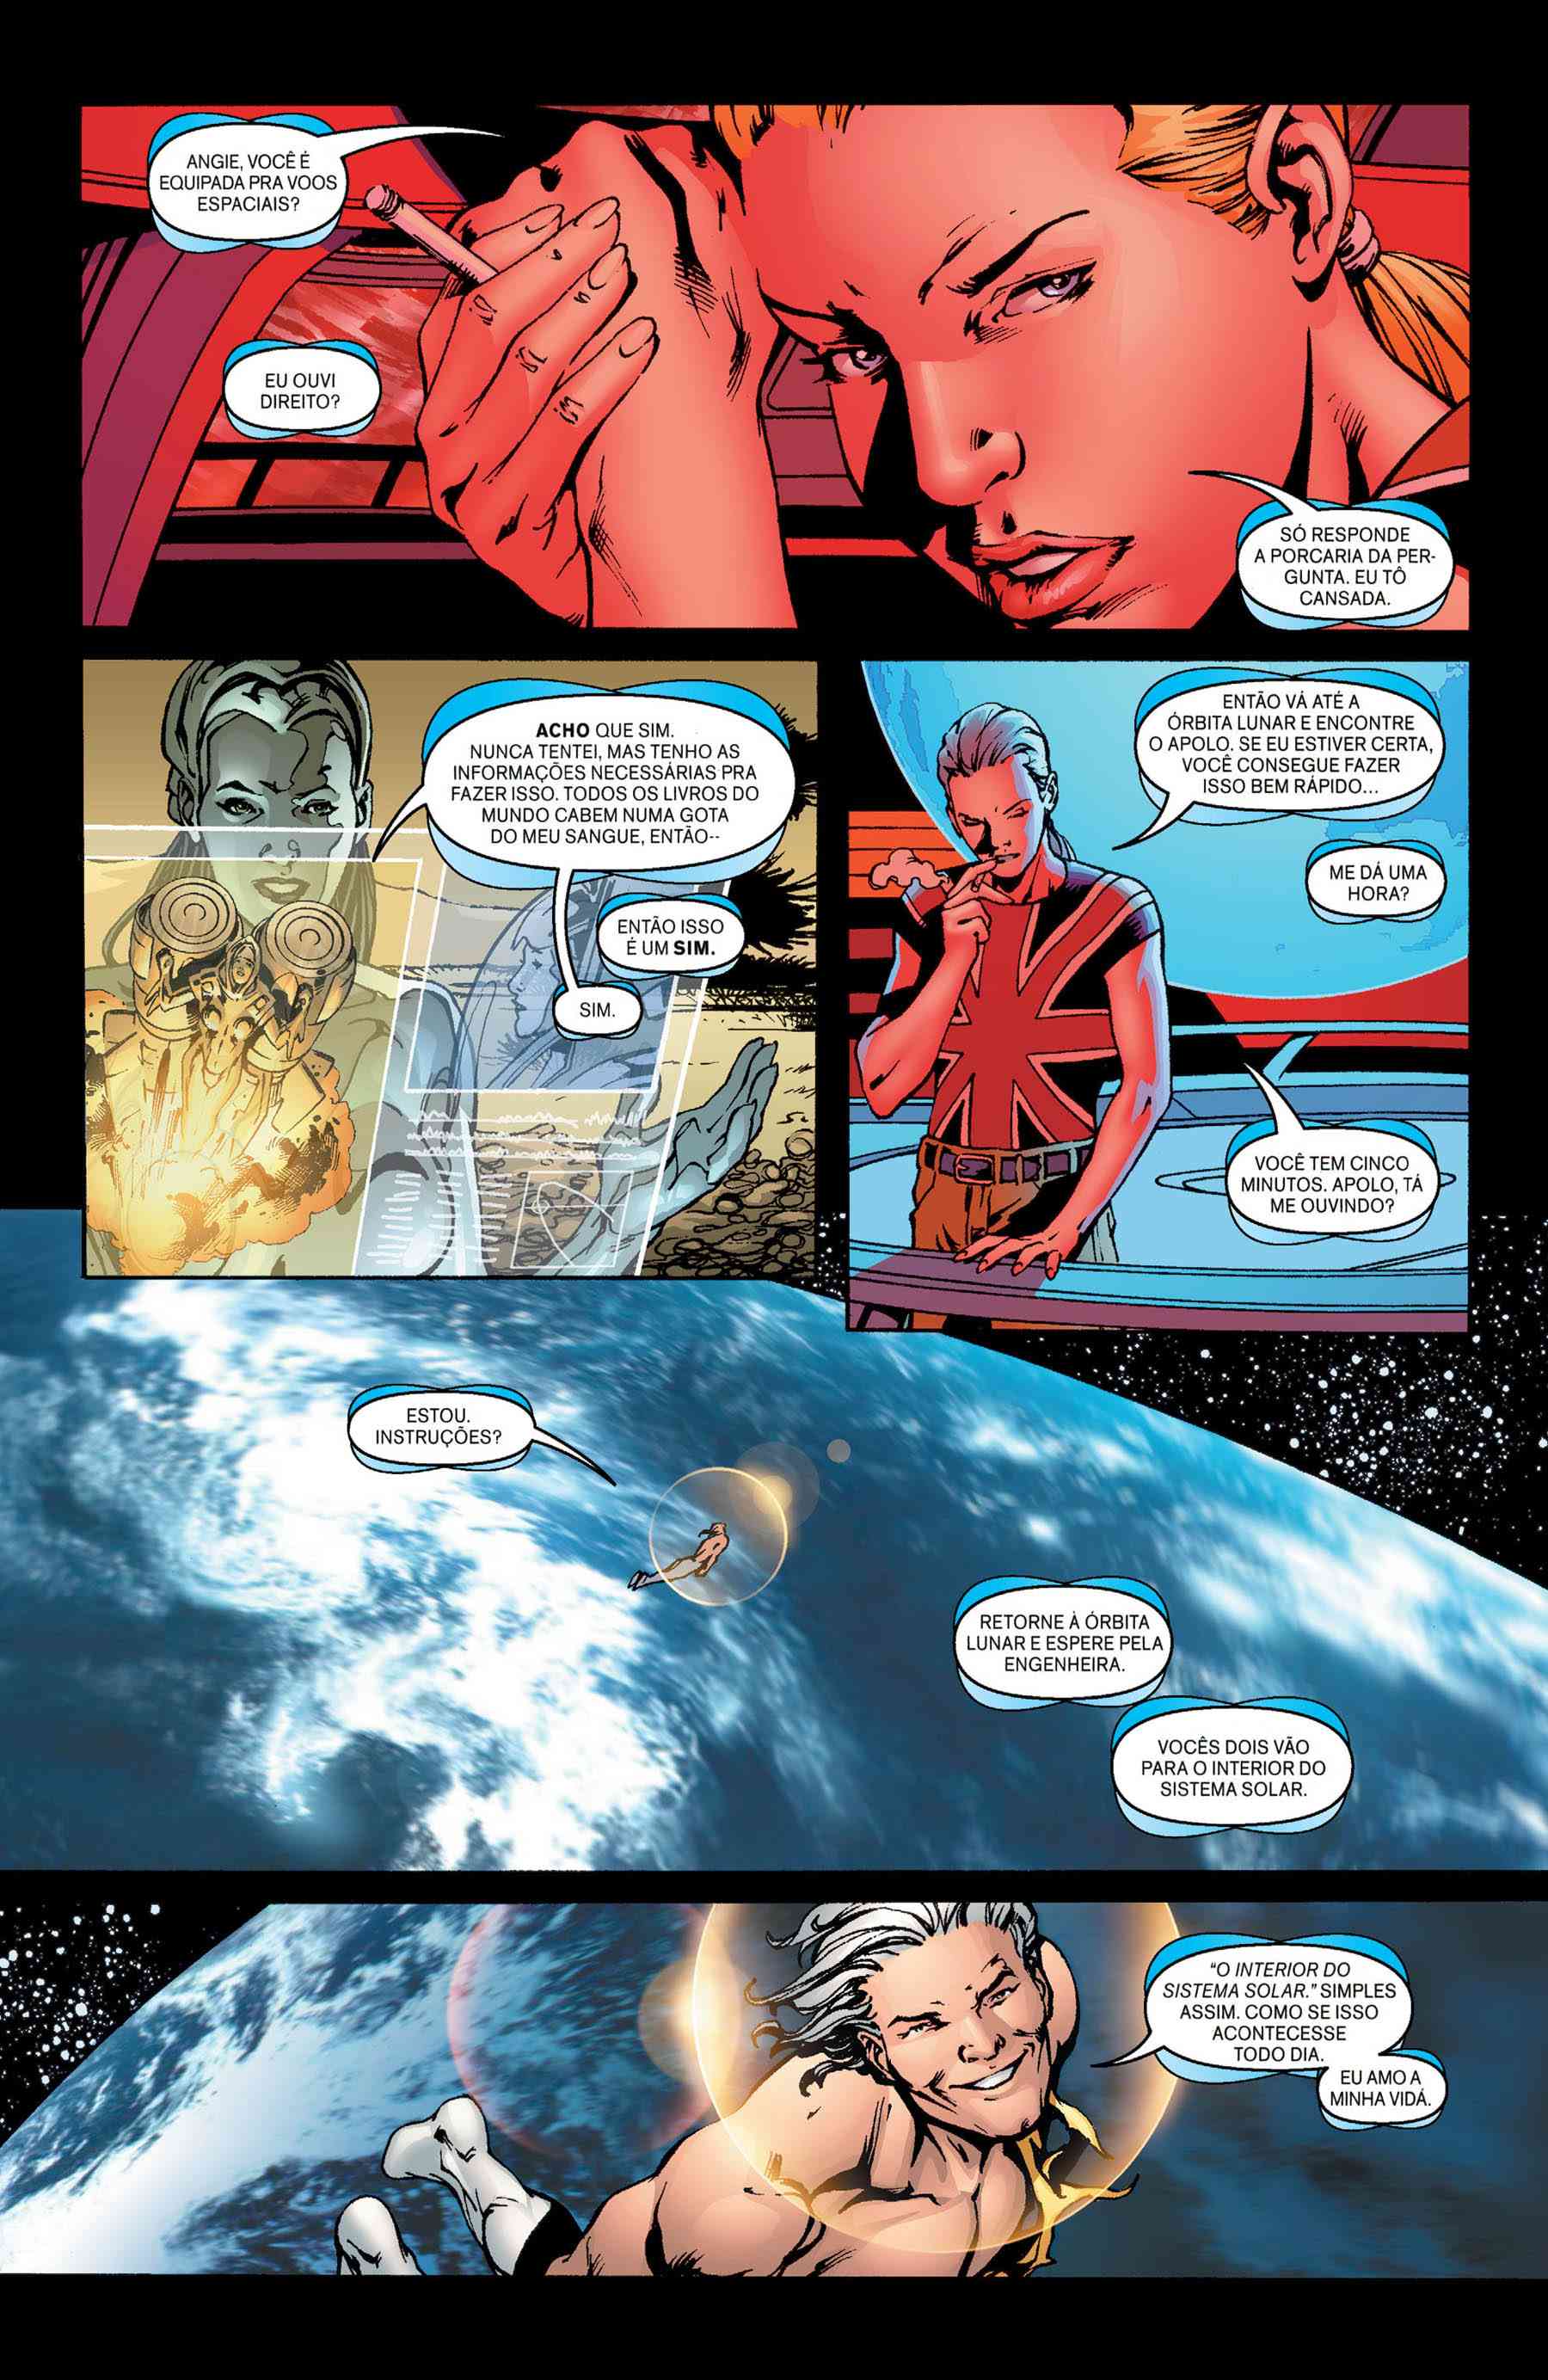 ANGIE, VOCÊ É
EQUIPADA PRA VOOS
ESPACIAIS?
EU OUVI
DIREITO?
SÓ RESPONDE
A PORCARIA DA PER-
GUNTA. EU TÔ
CANSADA.
ACHO QUE SIM.
NUNCA TENTEI, MAS TENHO AS
INFORMAÇÕES NECESSÁRIAS PRA
FAZER ISSO. TODOS OS LIVROS DO
MUNDO CABEM NUMA GOTA
DO MEU SANGUE, ENTÃO--
ENTÃO ISSO
É UM SIM.
SIM.
ENTÃO VÁ ATÉ A
ÓRBITA LUNAR E ENCONTRE
O APOLO. SE EU ESTIVER CERTA,
VOCÊ CONSEGUE FAZER
ISSO BEM RÁPIDO...
ME DÁ UMA
HORA?
VOCÊ TEM CINCO
MINUTOS. APOLO, TÁ
ME OUVINDO?
ESTOU.
INSTRUÇÕES?
RETORNE À ÓRBITA
LUNAR E ESPERE PELA
ENGENHEIRA.
VOCÊS DOIS VÃO
PARA O INTERIOR DO
SISTEMA SOLAR.
"O INTERIOR DO
SISTEMA SOLAR." SIMPLES
ASSIM. COMO SE ISSO
ACONTECESSE
TODO DIA.
EU AMO A
MINHA VIDA.